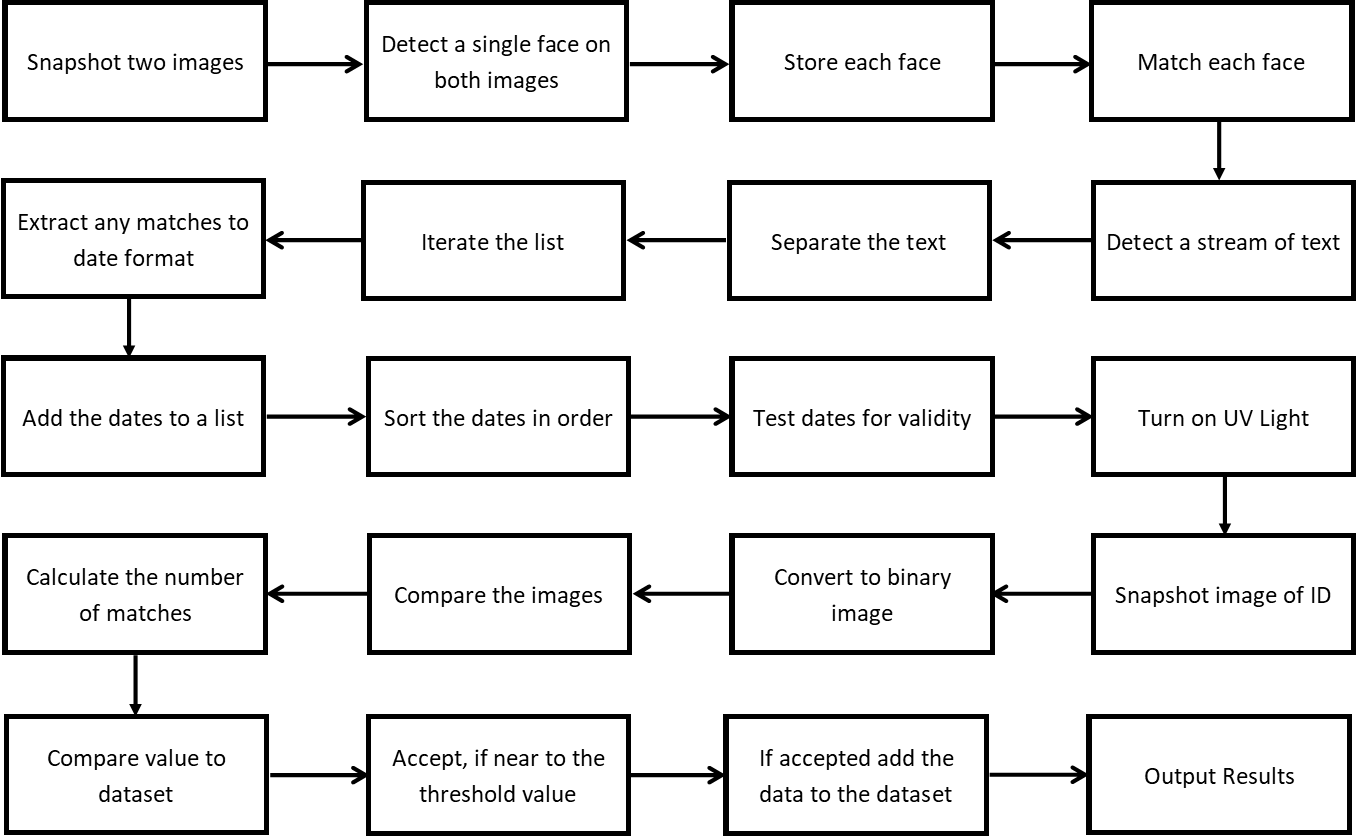 Snapshot two images
Detect a single face on
both images
Store each face
Match each face
Detect a stream of text
Separate the text
Iterate the list
Extract any matches to
date format
Add the dates to a list
Sort the dates in order
Test dates for validity
Turn on UV Light
Snapshot image of ID
Convert to binary
image
Compare the images
Calculate the number
of matches
Compare value to
dataset
Accept, if near to the
threshold value
If accepted add the
data to the dataset
Output Results